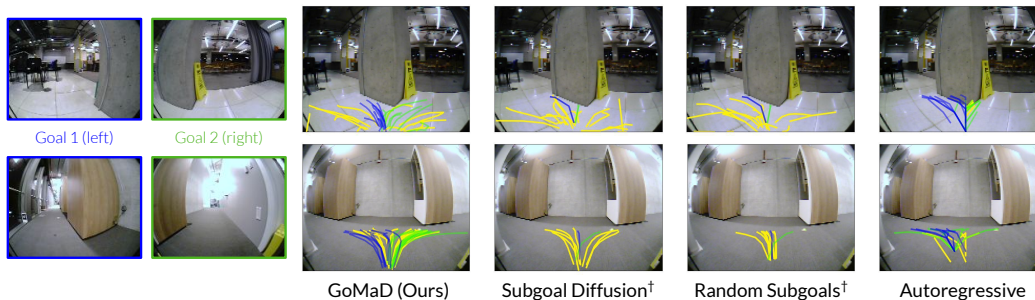 Goal 1 (left)
Goal 2 (right)
GoMaD (Ours)
Subgoal Diffusion†
Random Subgoals†
Autoregressive